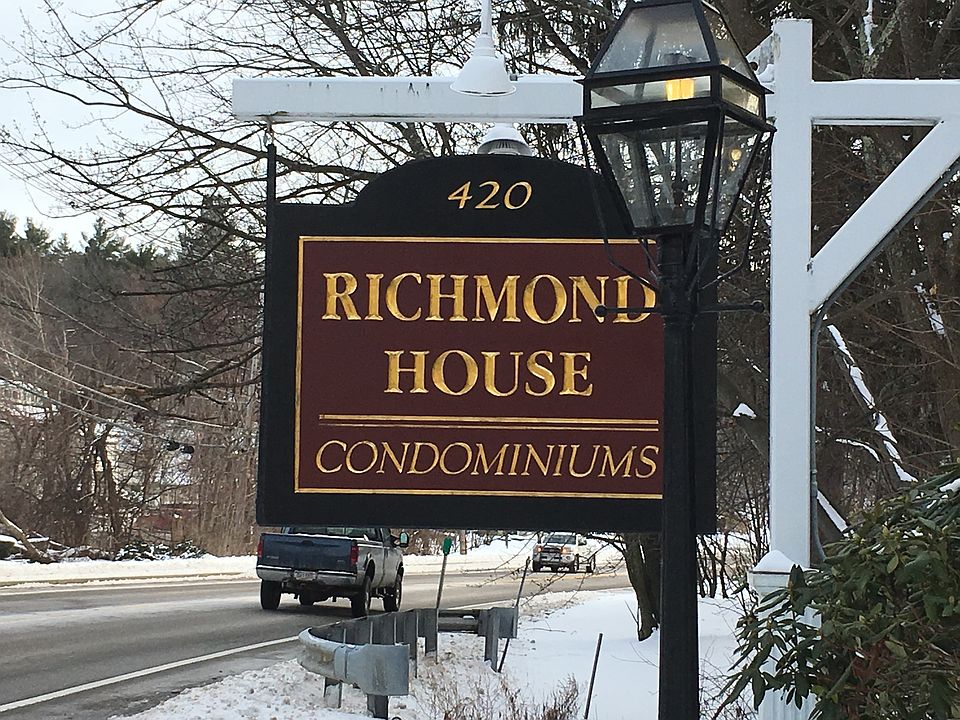 420
RICHMOND
HOUSE
CONDOMINIUMS